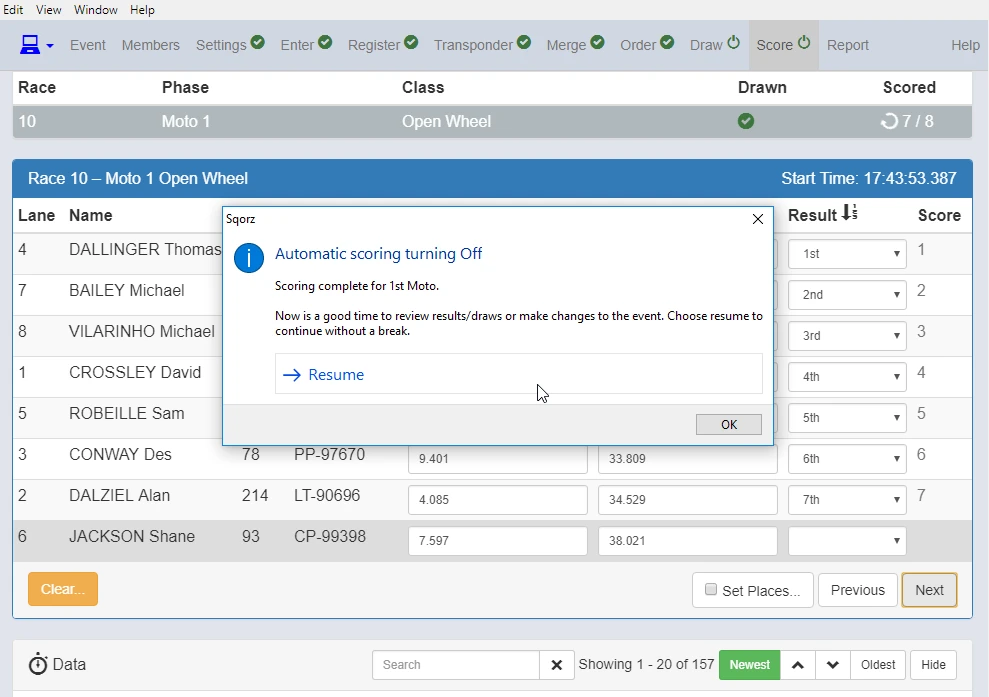 Edit View Window Help
Event Members Settings Enter Register Transponder Merge Order Draw Score Report Help
Race Phase Class Drawn Scored
10 Moto 1 Open Wheel 7 / 8
Race 10 – Moto 1 Open Wheel Start Time: 17:43:53.387
Lane Name Result Score
Sqorz
Automatic scoring turning Off
Scoring complete for 1st Moto.
Now is a good time to review results/draws or make changes to the event. Choose resume to
continue without a break.
Resume
OK
4 DALLINGER Thomas 1st 1
7 BAILEY Michael 2nd 2
8 VILARINHO Michael 3rd 3
1 CROSSLEY David 4th 4
5 ROBEILLE Sam 5th 5
3 CONWAY Des 78 PP-97670 9.401 33.809 6th 6
2 DALZIEL Alan 214 LT-90696 4.085 34.529 7th 7
6 JACKSON Shane 93 CP-99398 7.597 38.021
Clear... Set Places... Previous Next
Data Search Showing 1 - 20 of 157 Newest Oldest Hide